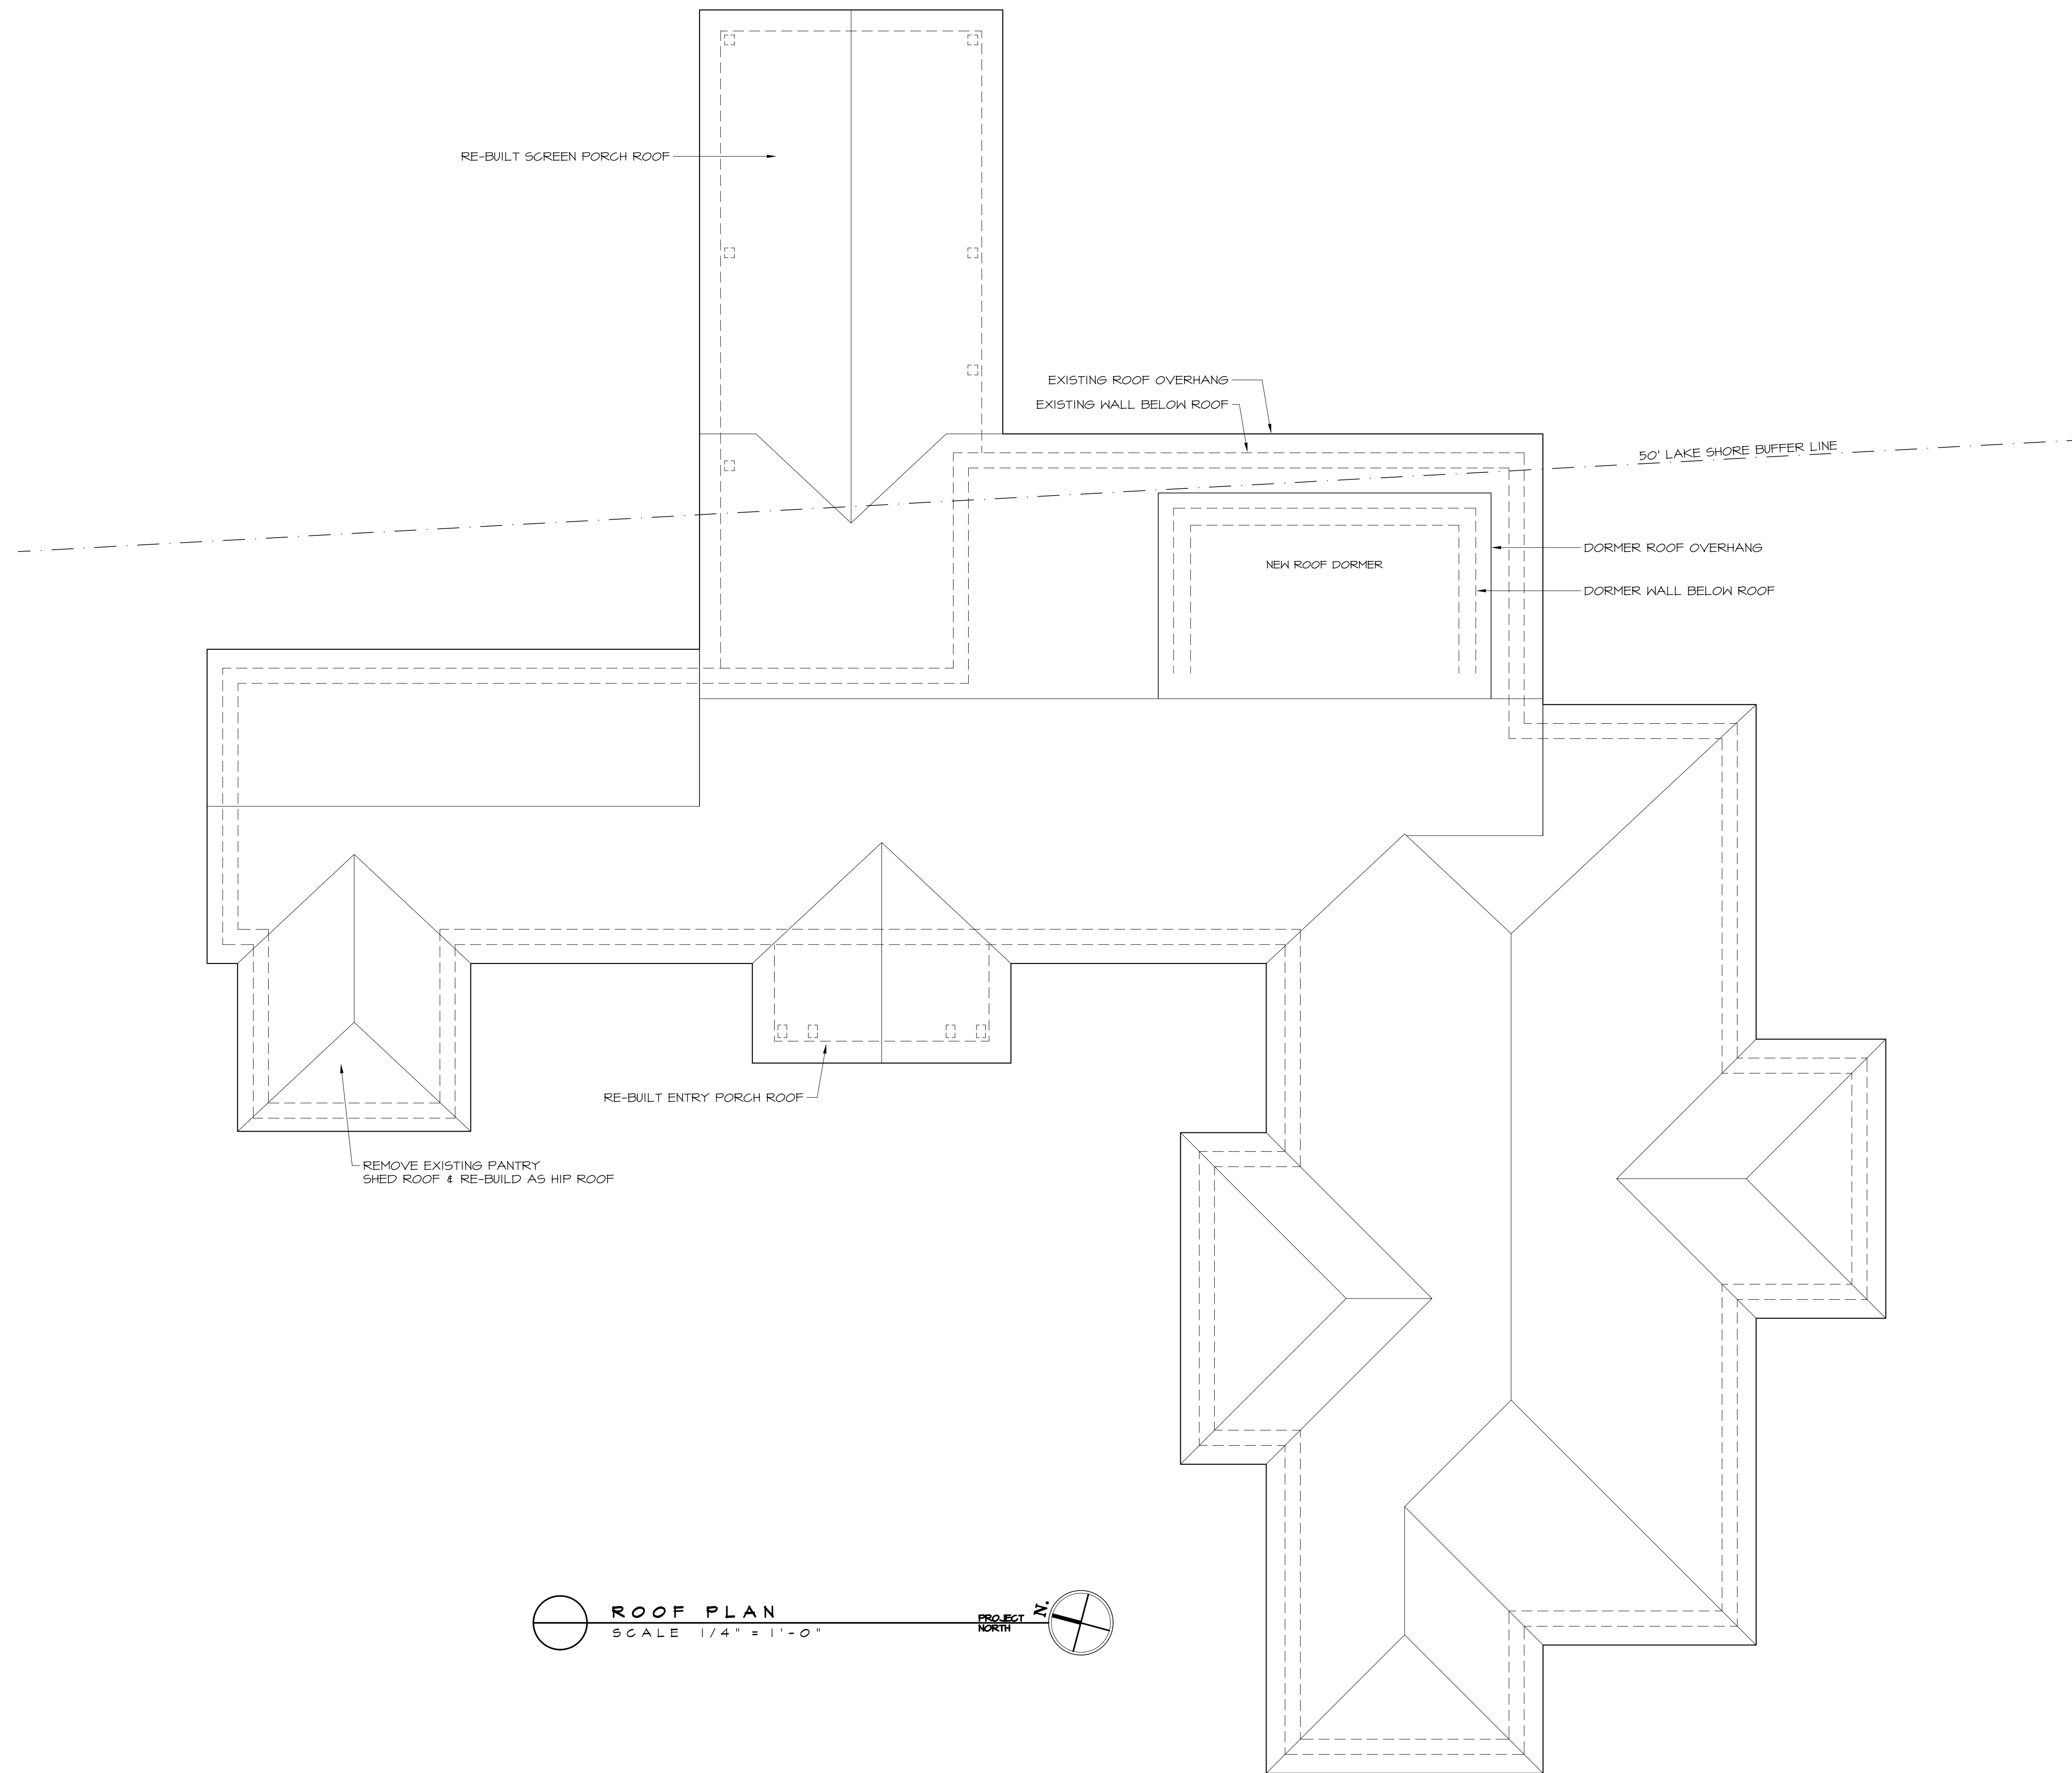 RE-BUILT SCREEN PORCH ROOF
EXISTING ROOF OVERHANG
EXISTING WALL BELOW ROOF
50' LAKE SHORE BUFFER LINE
DORMER ROOF OVERHANG
NEW ROOF DORMER
DORMER WALL BELOW ROOF
RE-BUILT ENTRY PORCH ROOF
REMOVE EXISTING PANTRY
SHED ROOF & RE-BUILD AS HIP ROOF
ROOF PLAN
SCALE 1/4" = 1'-0"
PROJECT
NORTH
N.